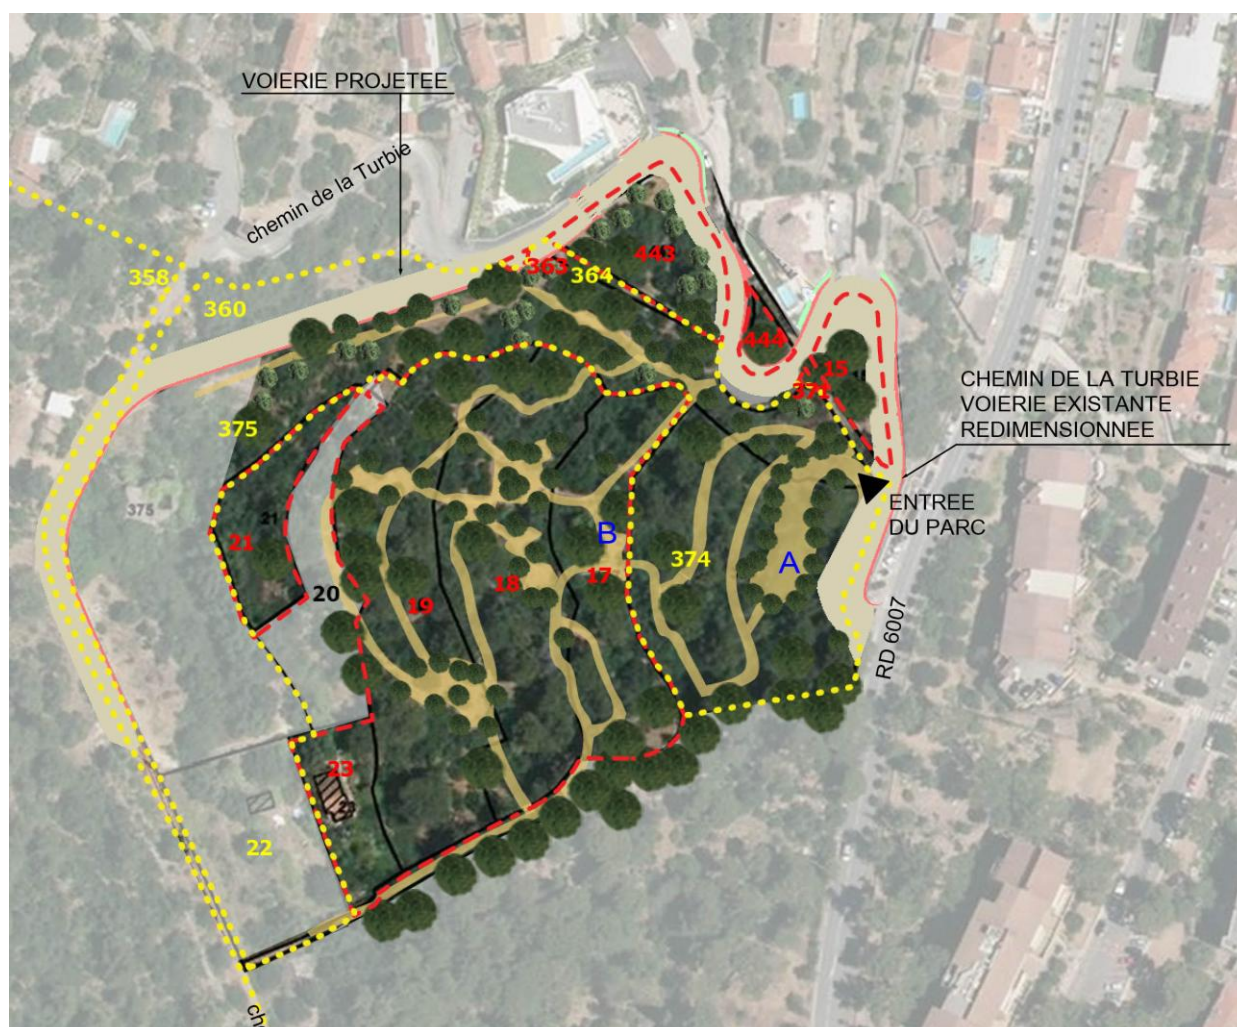 VOIERIE PROJETEE
chemin de la Turbie
358
360
363
364
443
444
15
375
CHEMIN DE LA TURBIE
VOIERIE EXISTANTE
REDIMENSIONNEE
ENTREE
DU PARC
375
21
21
20
19
18
B
17
374
A
RD 6007
23
23
22